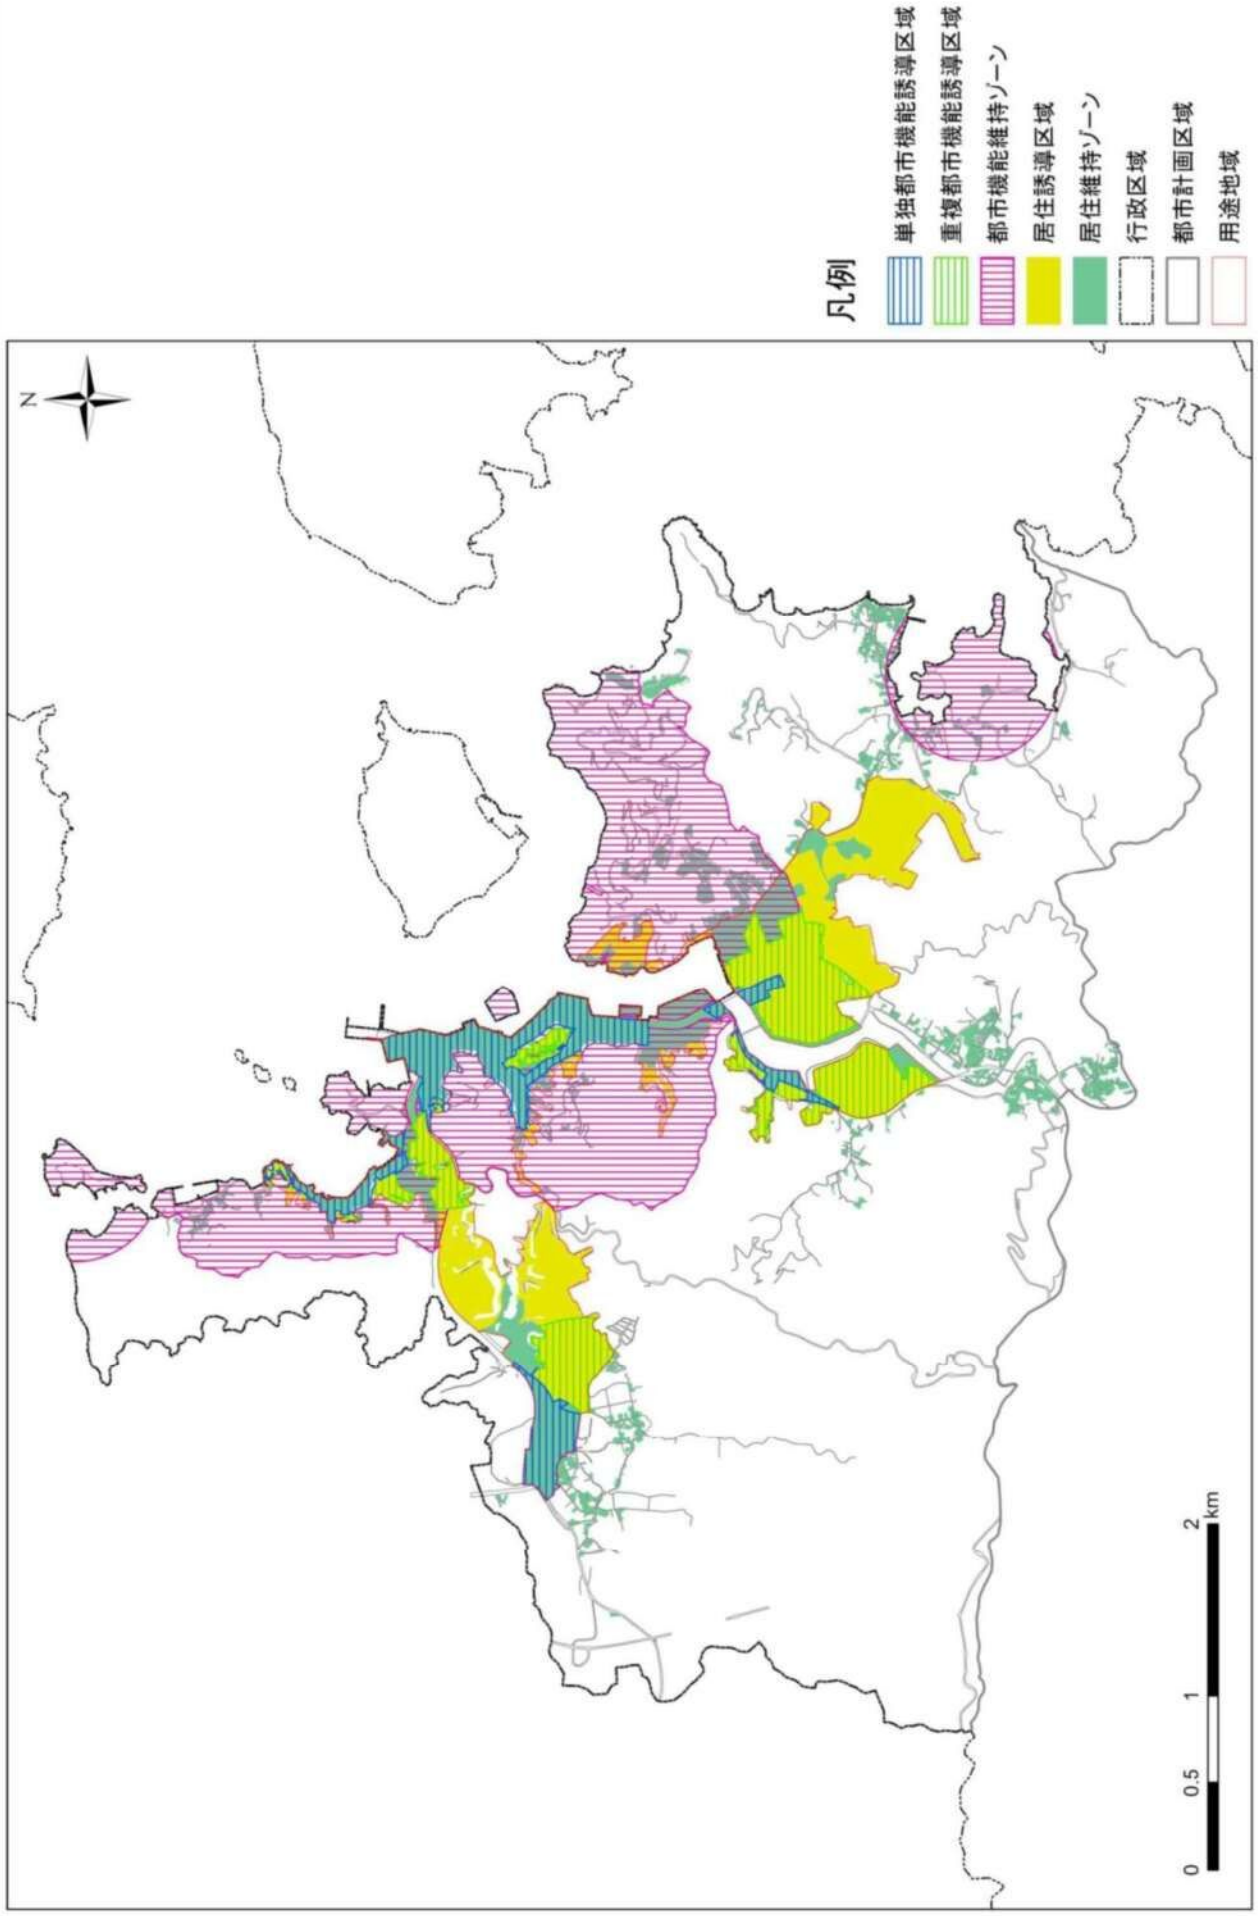 N
凡例
単独都市機能誘導区域
重複都市機能誘導区域
都市機能維持ゾーン
居住誘導区域
居住維持ゾーン
行政区域
都市計画区域
用途地域
0 0.5 1 2
km